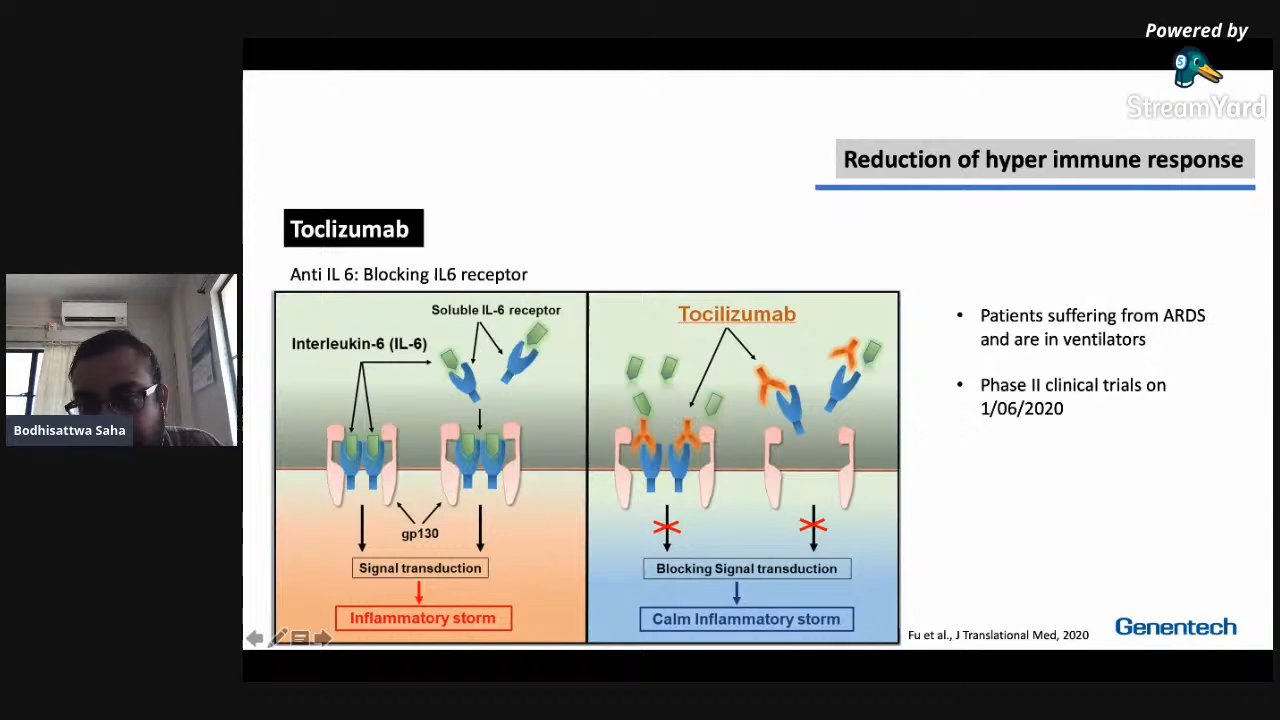 Powered by
StreamYard
Reduction of hyper immune response
Toclizumab
Anti IL 6: Blocking IL6 receptor
Soluble IL-6 receptor
Interleukin-6 (IL-6)
gp130
Signal transduction
Inflammatory storm
Tocilizumab
Blocking Signal transduction
Calm Inflammatory storm
• Patients suffering from ARDS
and are in ventilators
• Phase II clinical trials on
1/06/2020
Fu et al., J Translational Med, 2020
Genentech
Bodhisattwa Saha